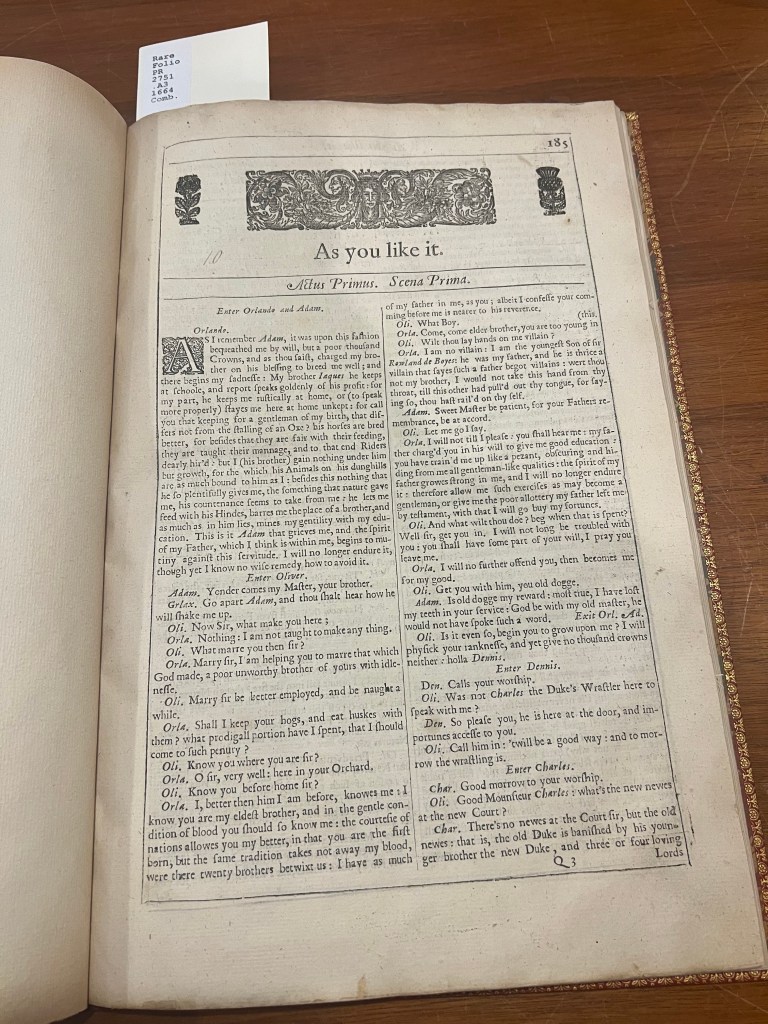 Rare
Folio
PR
2751
.A3
1664
Comb.
185
10
As you like it.
Actus Primus. Scena Prima.
Enter Orlando and Adam.
Orlando.
AS I remember Adam, it was upon this fashion
bequeathed me by will, but a poor thousand
Crowns, and as thou saist, charged my bro-
ther on his blessing to breed me well; and
there begins my sadnesse: My brother Iaques he keeps
at schoole, and report speaks goldenly of his profit: for
my part, he keeps me rustically at home, or (to speak
more properly) stayes me here at home unkept: for call
you that keeping for a gentleman of my birth, that dif-
fers not from the stalling of an Oxe? his horses are bred
better, for besides that they are fair with their feeding,
they are taught their mannage, and to that end Riders
dearly hir'd: but I (his brother) gain nothing under him
but growth, for the which his Animals on his dunghills
are as much bound to him as I: besides this nothing that
he so plentifully gives me, the something that nature gave
me, his countenance seems to take from me: he lets me
feed with his Hindes, barres me the place of a brother, and
as much as in him lies, mines my gentility with my edu-
cation. This is it Adam that grieves me, and the spirit
of my Father, which I think is within me, begins to mu-
tiny against this servitude. I will no longer endure it,
though yet I know no wife remedy how to avoid it.
Enter Oliver.
Adam. Yonder comes my Master, your brother.
Orlan. Go apart Adam, and thou shalt hear how he
will shake me up.
Oli. Now Sir, what make you here;
Orla. Nothing: I am not taught to make any thing.
Oli. What marre you then sir?
Orla. Marry sir, I am helping you to marre that which
God made, a poor unworthy brother of yours with idle-
nesse.
Oli. Marry sir be better employed, and be naught a
while.
Orla. Shall I keep your hogs, and eat huskes with
them? what prodigall portion have I spent, that I should
come to such penury?
Oli. Know you where you are sir?
Orla. O sir, very well: here in your Orchard.
Oli. Know you before home sir?
Orla. I, better then him I am before, knowes me: I
know you are my eldest brother, and in the gentle con-
dition of blood you should so know me: the courtesie of
nations allowes you my better, in that you are the first
born, but the same tradition takes not away my blood,
were there twenty brothers betwixt us: I have as much
of my father in me, as you; albeit I confesse your com-
ming before me is nearer to his reverence.
Oli. What Boy. (this.
Orla. Come, come elder brother, you are too young in
Oli. Wilt thou lay hands on me villain?
Orla. I am no villain: I am the youngest Son of sir
Rowland de Boyes: he was my father, and he is thrice a
villain that sayes such a father begot villains: wert thou
not my brother, I would not take this hand from thy
throat, till this other had pull'd out thy tongue, for say-
ing so, thou hast rail'd on thy self.
Adam. Sweet Master be patient, for your Fathers re-
membrance, be at accord.
Oli. Let me go I say.
Orla. I will not till I please: you shall hear me: my fa-
ther charg'd you in his will to give me good education:
you have train'd me up like a pezant, obscuring and hi-
ding from me all gentleman-like qualities: the spirit of my
father growes strong in me, and I will no longer endure
it: therefore allow me such exercises as may become a
gentleman, or give me the poor allottery my father left me
by testament, with that I will go buy my fortunes.
Oli. And what wilt thou doe? beg when that is spent?
Well sir, get you in. I will not long be troubled with
you: you shall have some part of your will, I pray you
leave me.
Orla. I will no further offend you, then becomes me
for my good.
Oli. Get you with him, you old dogge.
Adam. Is old dogge my reward: most true, I have lost
my teeth in your service: God be with my old master, he
would not have spoke such a word. Exit Orl. Ad.
Oli. Is it even so, begin you to grow upon me? I will
physick your ranknesse, and yet give no thousand crowns
neither: holla Dennis.
Enter Dennis.
Den. Calls your worship.
Oli. Was not Charles the Duke's Wrastler here to
speak with me?
Den. So please you, he is here at the door, and im-
portunes accesse to you.
Oli. Call him in: 'twill be a good way: and to mor-
row the wrastling is.
Enter Charles.
Char. Good morrow to your worship.
Oli. Good Mounsieur Charles: what's the new newes
at the new Court?
Char. There's no newes at the Court sir, but the old
newes: that is, the old Duke is banished by his youn-
ger brother the new Duke, and three or four loving
Q 3
Lords